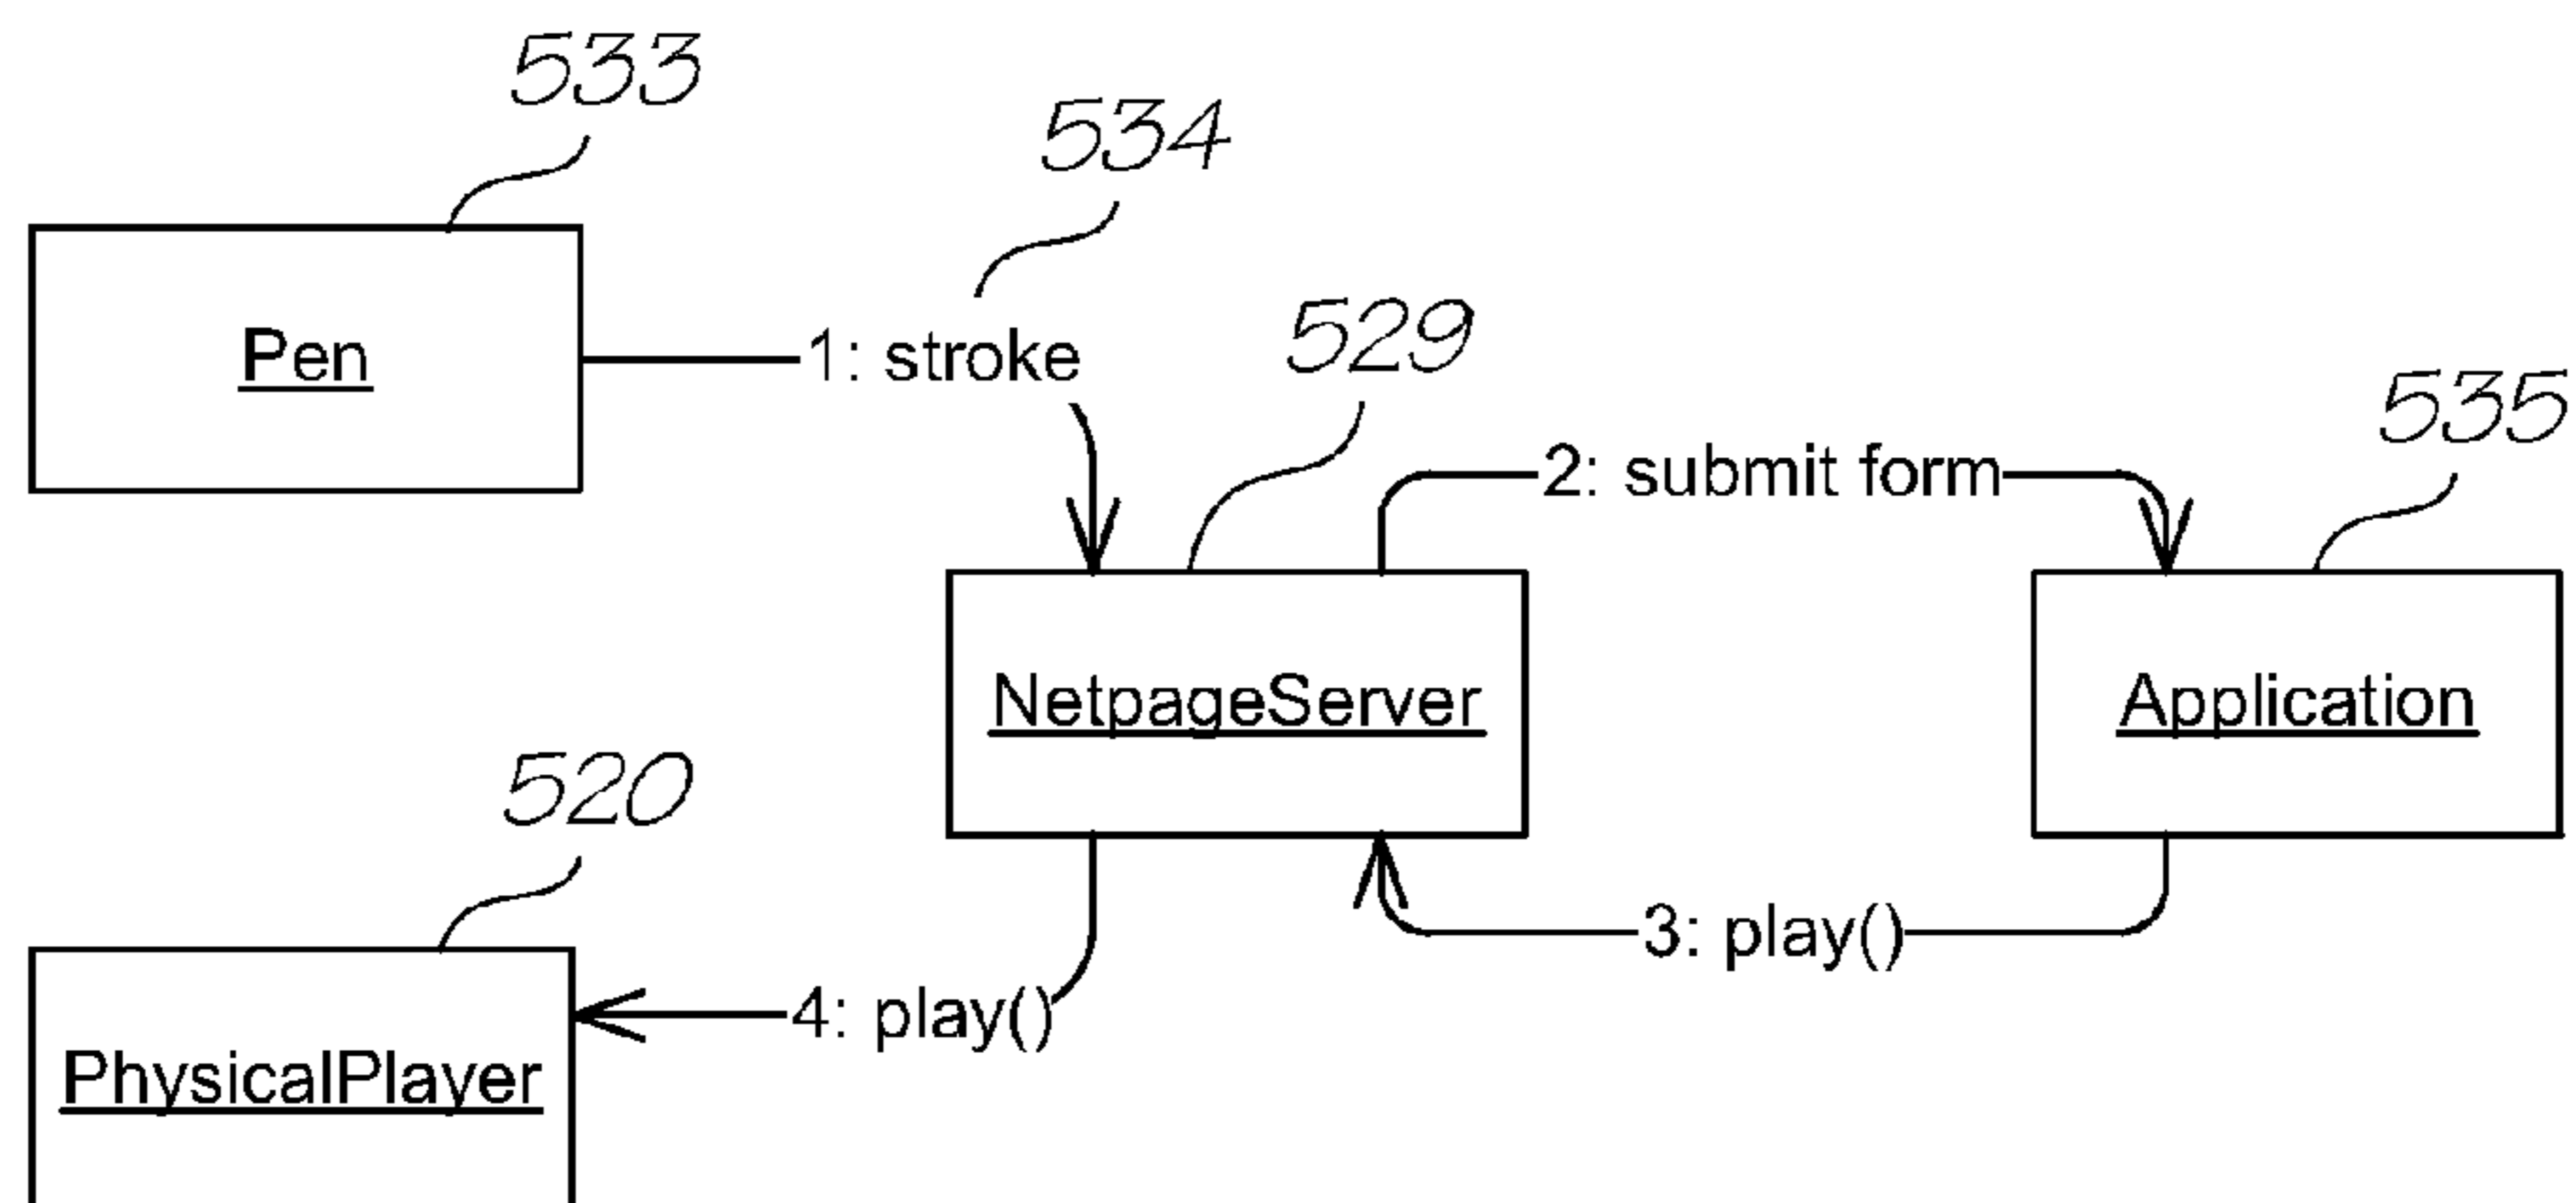 533
534
Pen
1: stroke
529
535
2: submit form
NetpageServer
Application
520
3: play()
4: play()
PhysicalPlayer